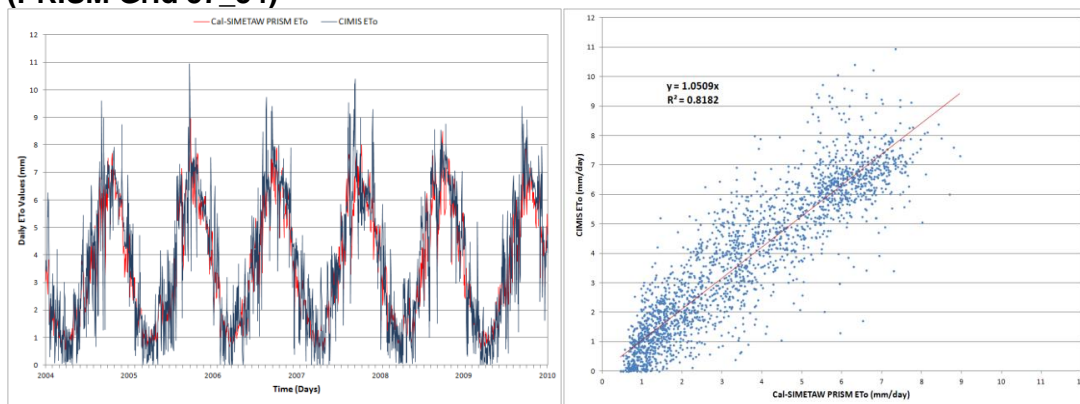 Cal-SIMETAW PRISM ETo CIMIS ETo
12
11
10
9
8
7
6
5
4
3
2
1
0
Daily ETo Values (mm)
2004 2005 2006 2007 2008 2009 2010
Time (Days)
12
11
10
9
8
7
6
5
4
3
2
1
0
CIMIS ETo (mm/day)
y = 1.0509x
R² = 0.8182
0 1 2 3 4 5 6 7 8 9 10 11 12
Cal-SIMETAW PRISM ETo (mm/day)